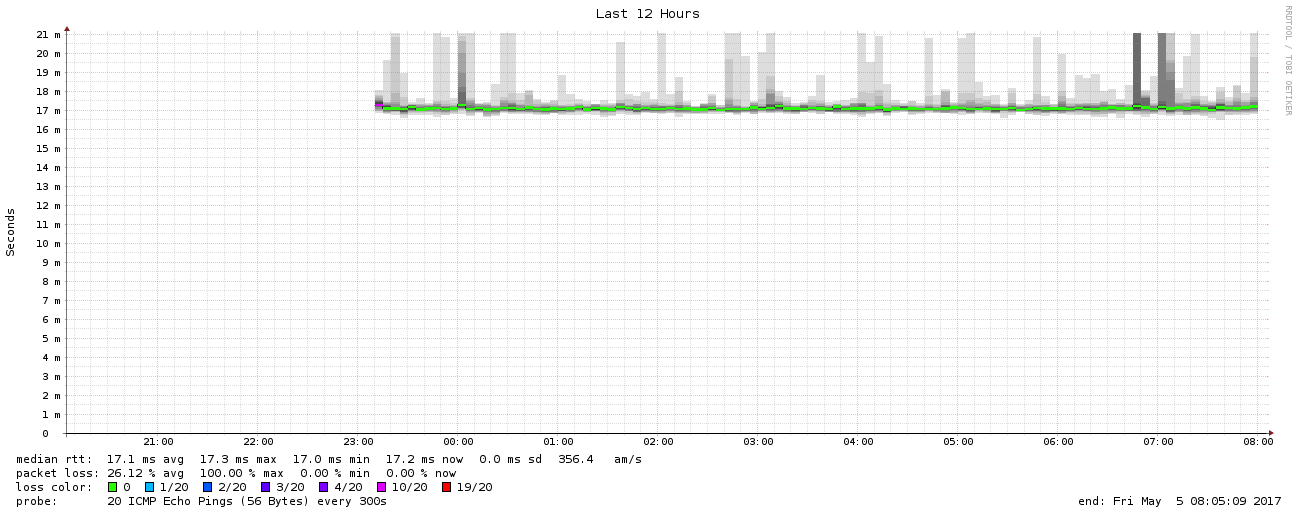 Last 12 Hours
RRDTOOL / TOBI OETIKER
21 m
20 m
19 m
18 m
17 m
16 m
15 m
14 m
13 m
12 m
11 m
10 m
9 m
8 m
7 m
6 m
5 m
4 m
3 m
2 m
1 m
0
Seconds
21:00 22:00 23:00 00:00 01:00 02:00 03:00 04:00 05:00 06:00 07:00 08:00
median rtt: 17.1 ms avg 17.3 ms max 17.0 ms min 17.2 ms now 0.0 ms sd 356.4 am/s
packet loss: 26.12 % avg 100.00 % max 0.00 % min 0.00 % now
loss color: 0 1/20 2/20 3/20 4/20 10/20 19/20
probe: 20 ICMP Echo Pings (56 Bytes) every 300s end: Fri May 5 08:05:09 2017